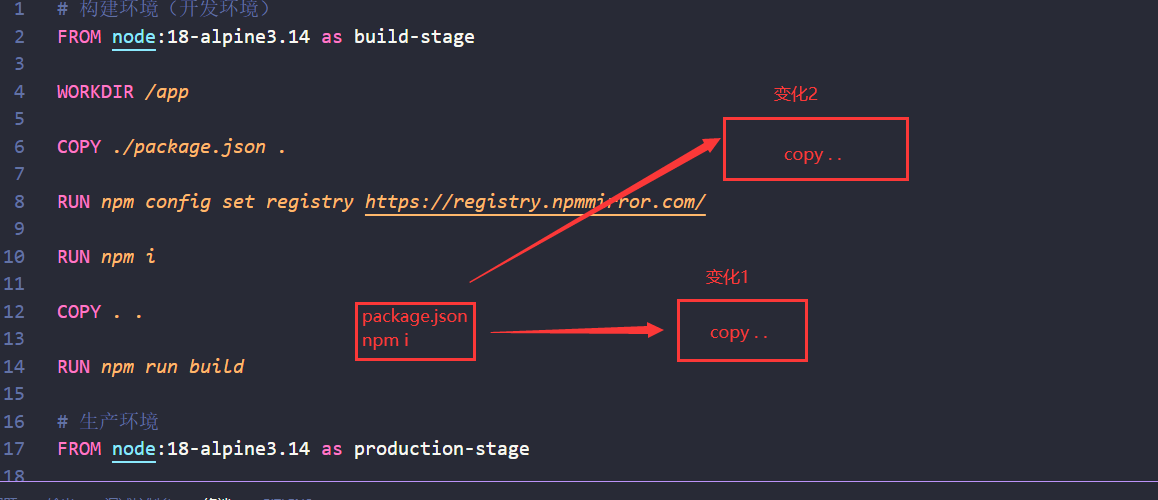 1 # 构建环境（开发环境）
2 FROM node:18-alpine3.14 as build-stage
3
4 WORKDIR /app
5
6 COPY ./package.json .
7
8 RUN npm config set registry https://registry.npmmirror.com/
9
10 RUN npm i
11
12 COPY . .
13
14 RUN npm run build
15
16 # 生产环境
17 FROM node:18-alpine3.14 as production-stage
18
变化2
copy . .
变化1
copy . .
package.json
npm i